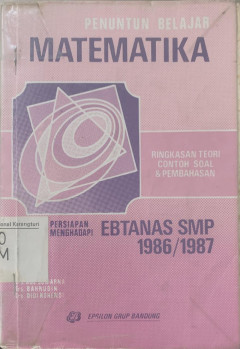 PENUNTUN BELAJAR
MATEMATIKA
RINGKASAN TEORI
CONTOH SOAL
& PEMBAHASAN
PERSIAPAN
MENGHADAPI
EBTANAS SMP
1986/1987
EPSILON GRUP BANDUNG